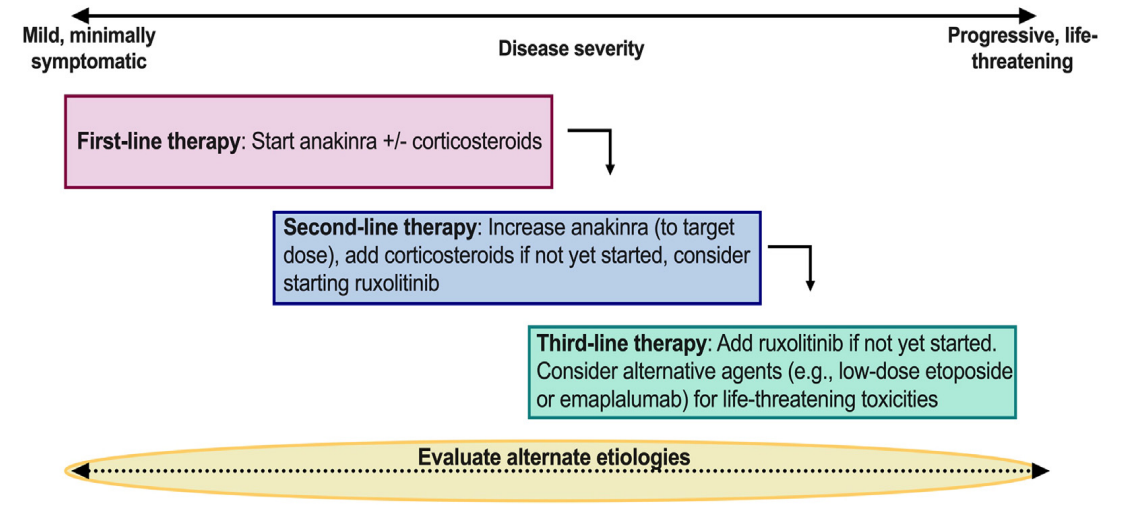 Mild, minimally
symptomatic
Disease severity
Progressive, life-
threatening
First-line therapy: Start anakinra +/- corticosteroids
Second-line therapy: Increase anakinra (to target
dose), add corticosteroids if not yet started, consider
starting ruxolitinib
Third-line therapy: Add ruxolitinib if not yet started.
Consider alternative agents (e.g., low-dose etoposide
or emaplalumab) for life-threatening toxicities
Evaluate alternate etiologies